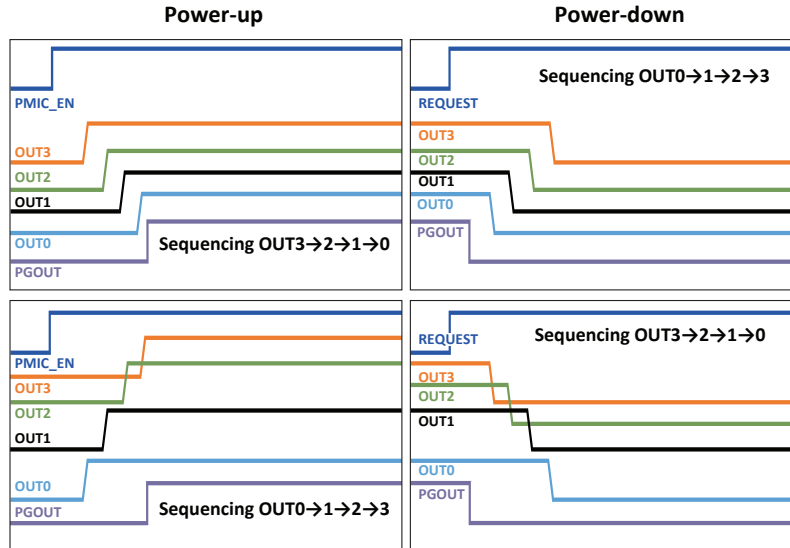 Power-up
Power-down
PMIC_EN
OUT3
OUT2
OUT1
OUT0
Sequencing OUT3→2→1→0
PGOUT
Sequencing OUT0→1→2→3
REQUEST
OUT3
OUT2
OUT1
OUT0
PGOUT
PMIC_EN
OUT3
OUT2
OUT1
OUT0
Sequencing OUT0→1→2→3
PGOUT
Sequencing OUT3→2→1→0
REQUEST
OUT3
OUT2
OUT1
OUT0
PGOUT